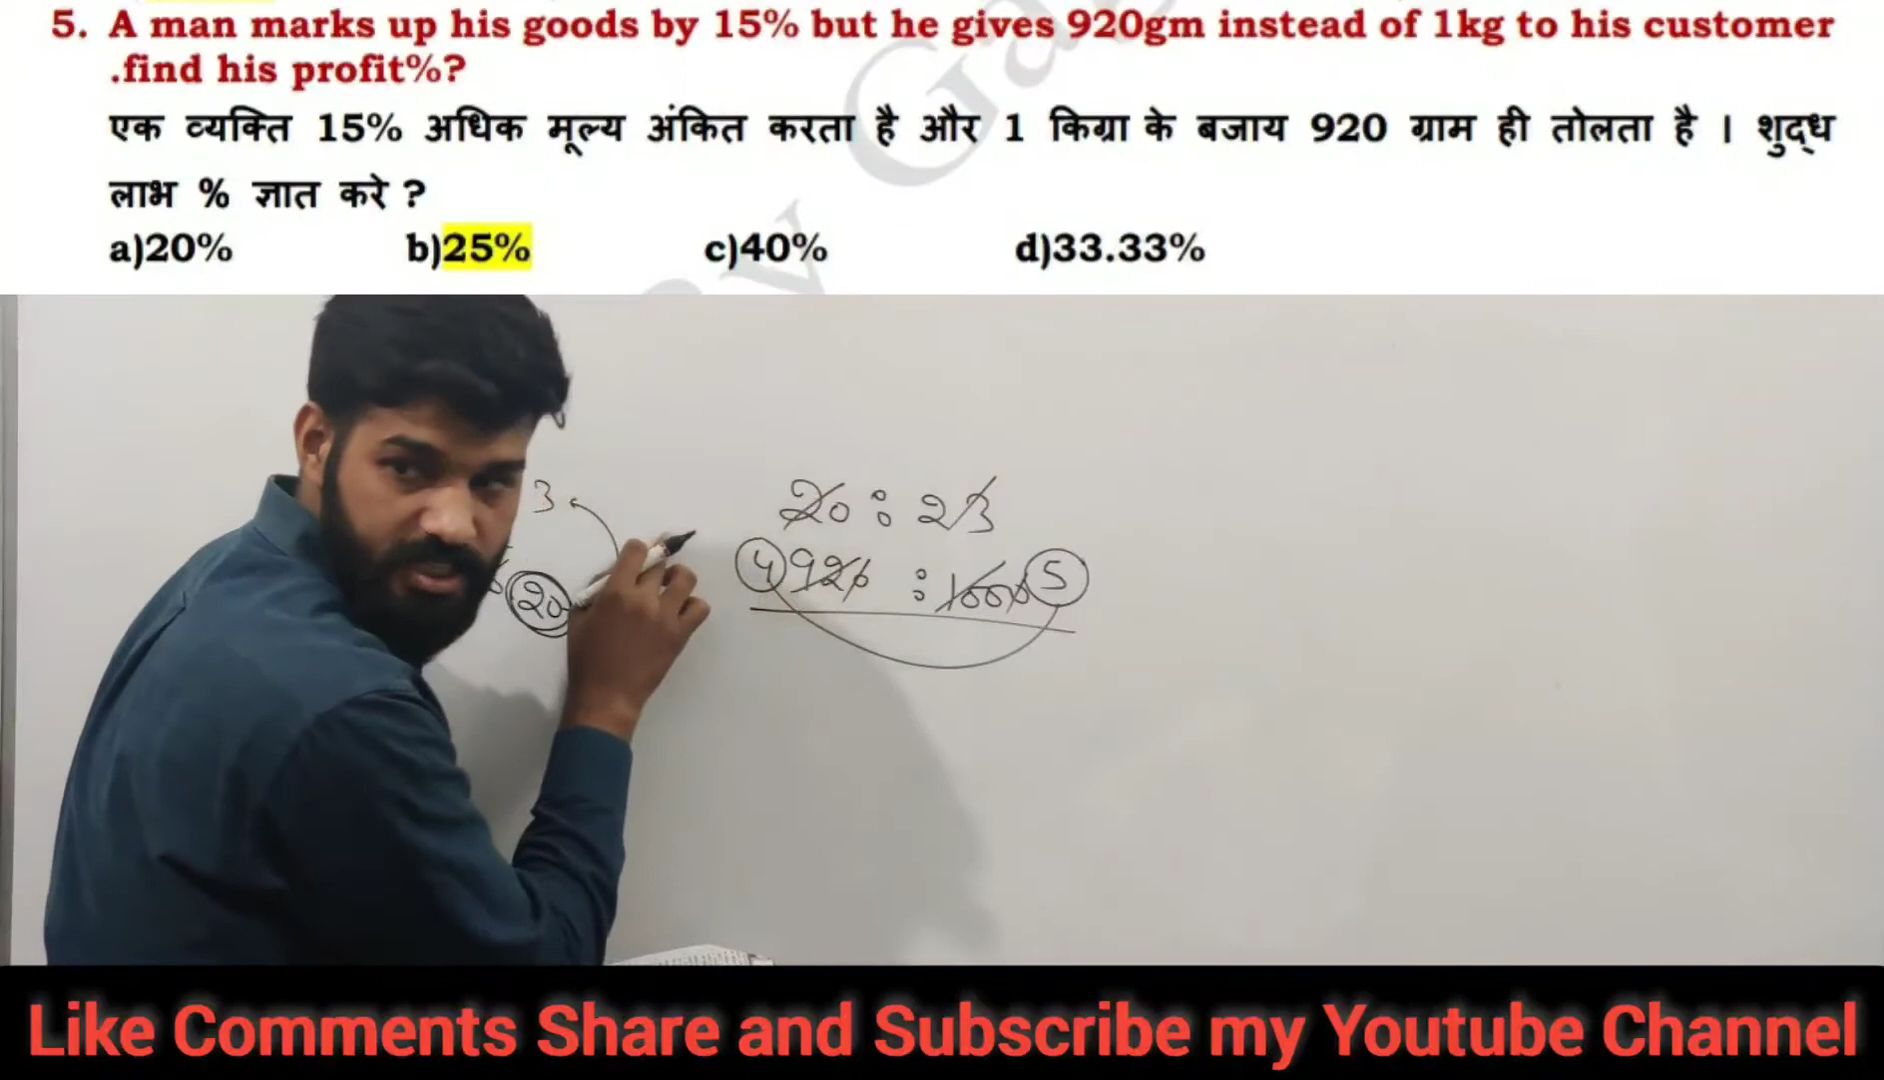 5. A man marks up his goods by 15% but he gives 920gm instead of 1kg to his customer
.find his profit%?
एक व्यक्ति 15% अधिक मूल्य अंकित करता है और 1 किग्रा के बजाय 920 ग्राम ही तोलता है । शुद्ध
लाभ % ज्ञात करे ?
a)20% b)25% c)40% d)33.33%
3
20 : 23
4 920 : 1000 5
20
Like Comments Share and Subscribe my Youtube Channel